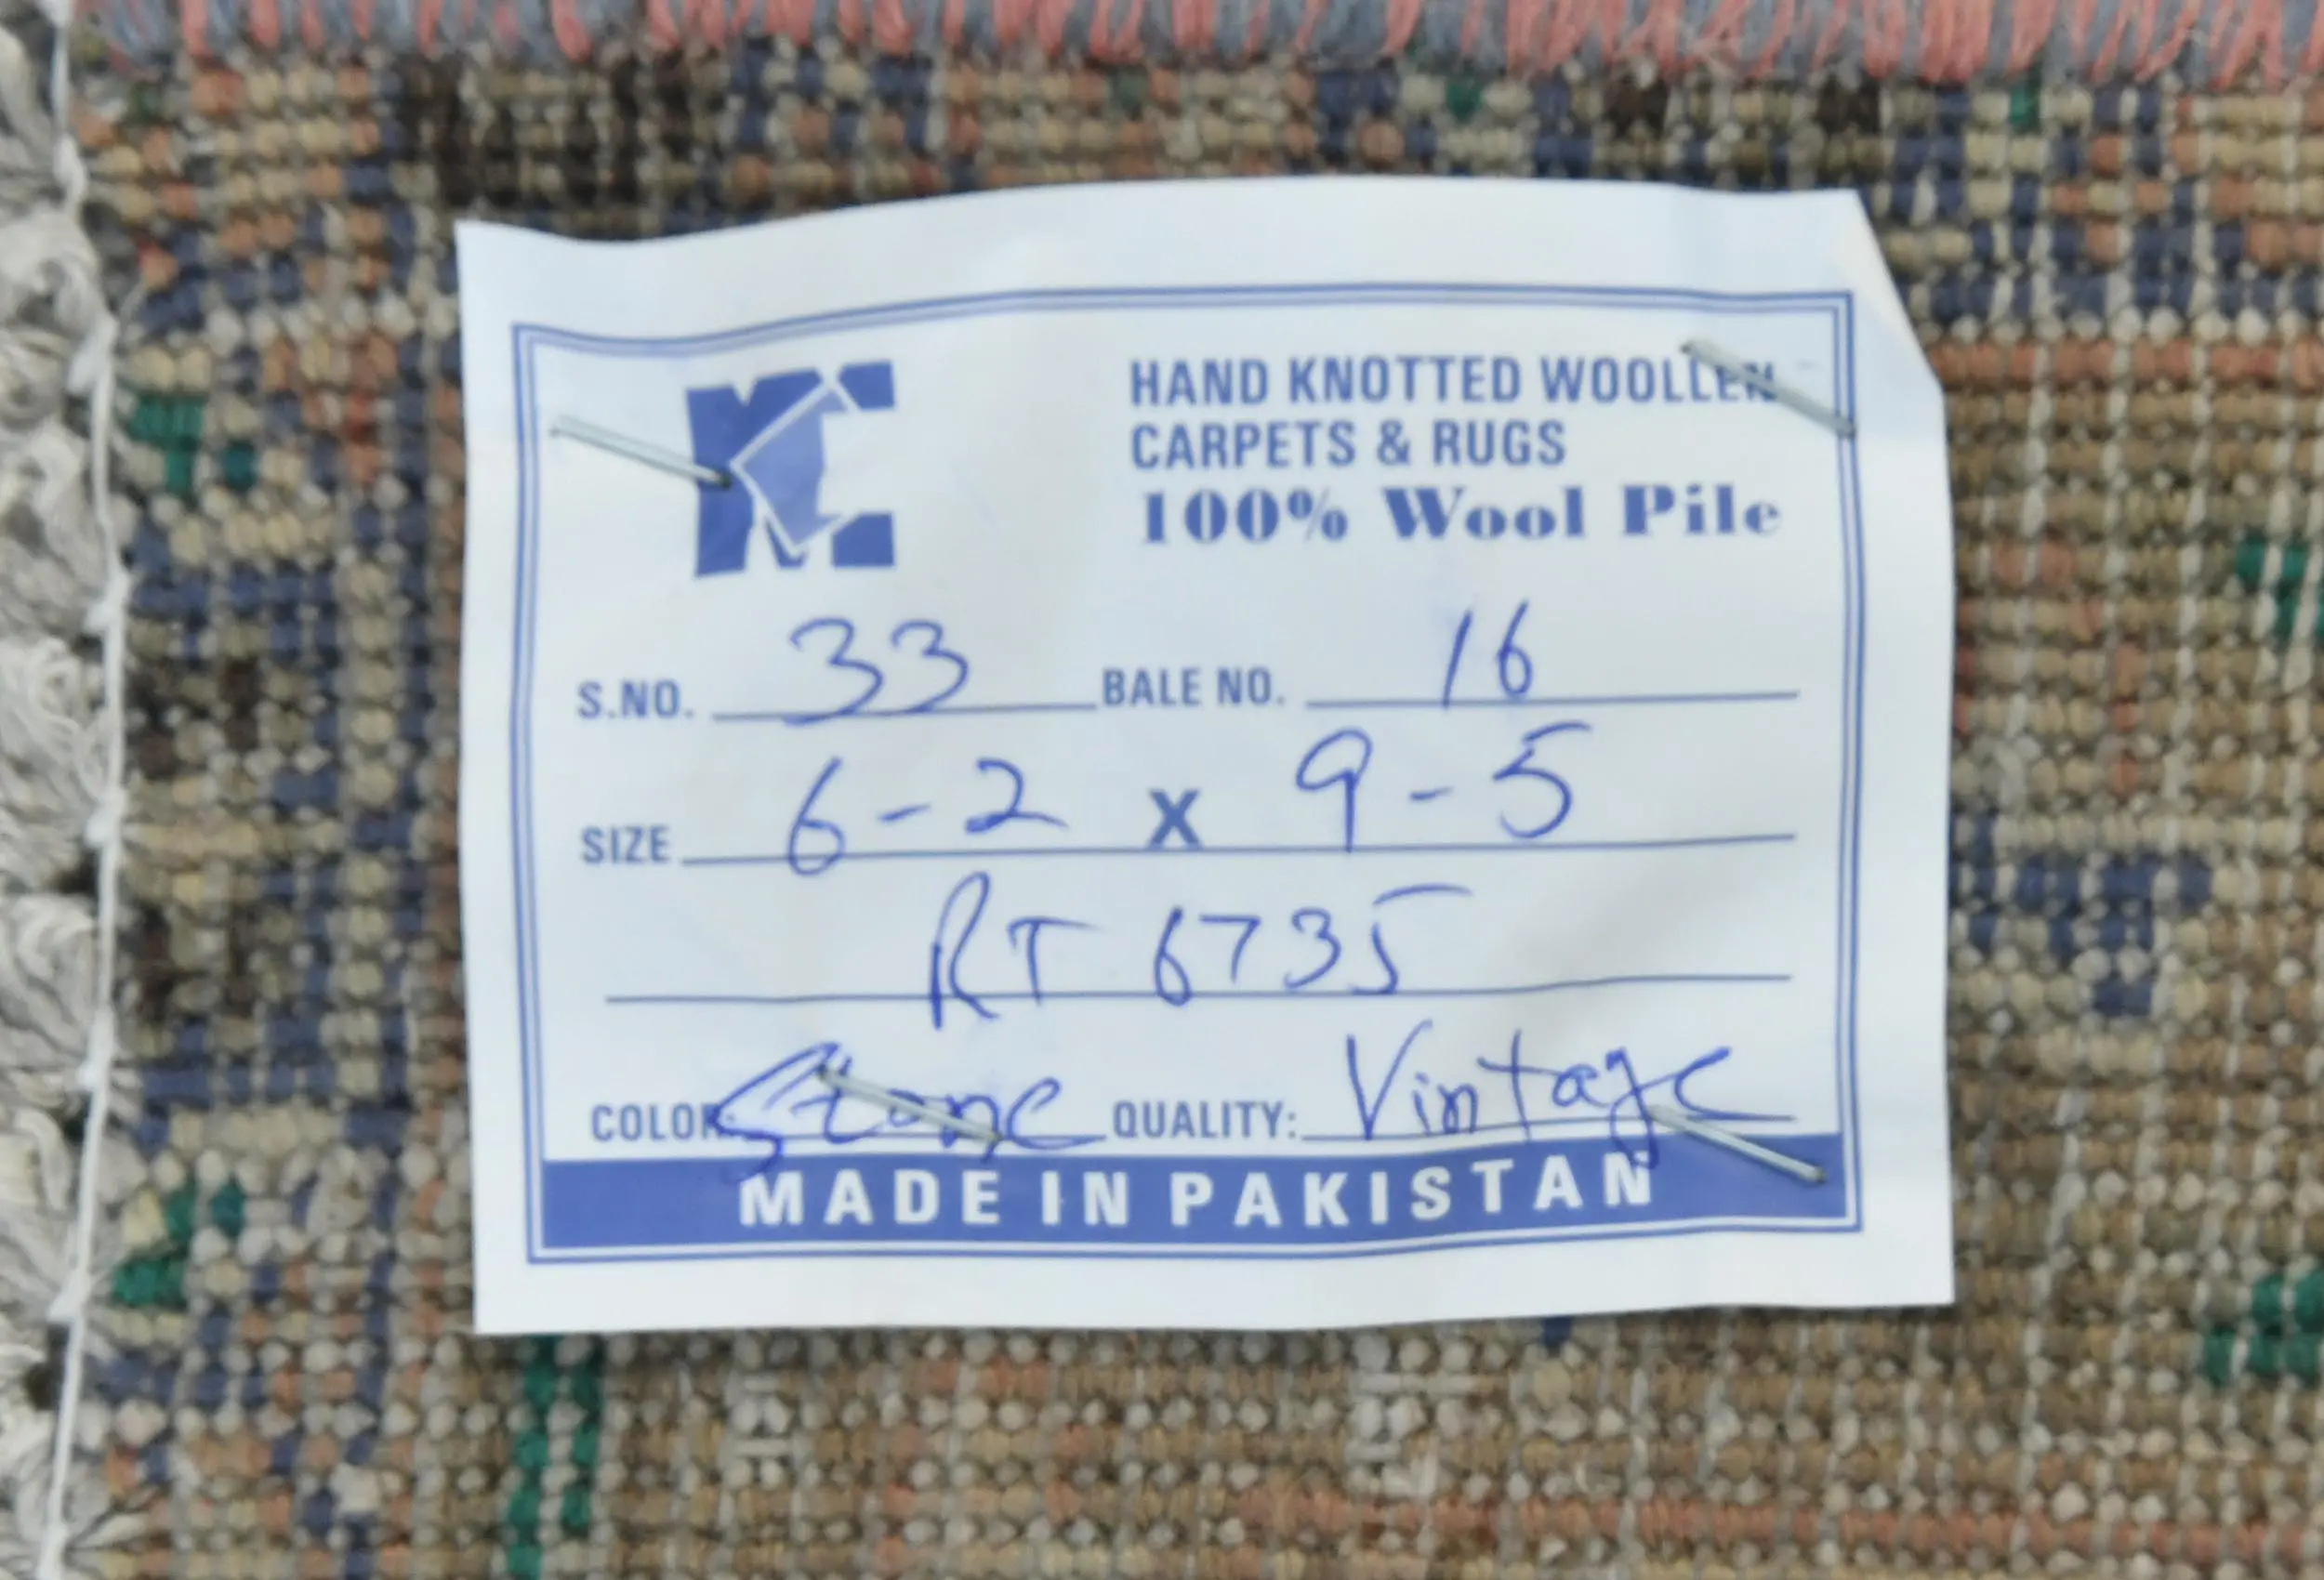 HAND KNOTTED WOOLLEN
CARPETS & RUGS
100% Wool Pile
S.NO. 33 BALE NO. 16
SIZE 6-2 X 9-5
RT 6735
COLOR: Stone QUALITY: Vintage
MADE IN PAKISTAN